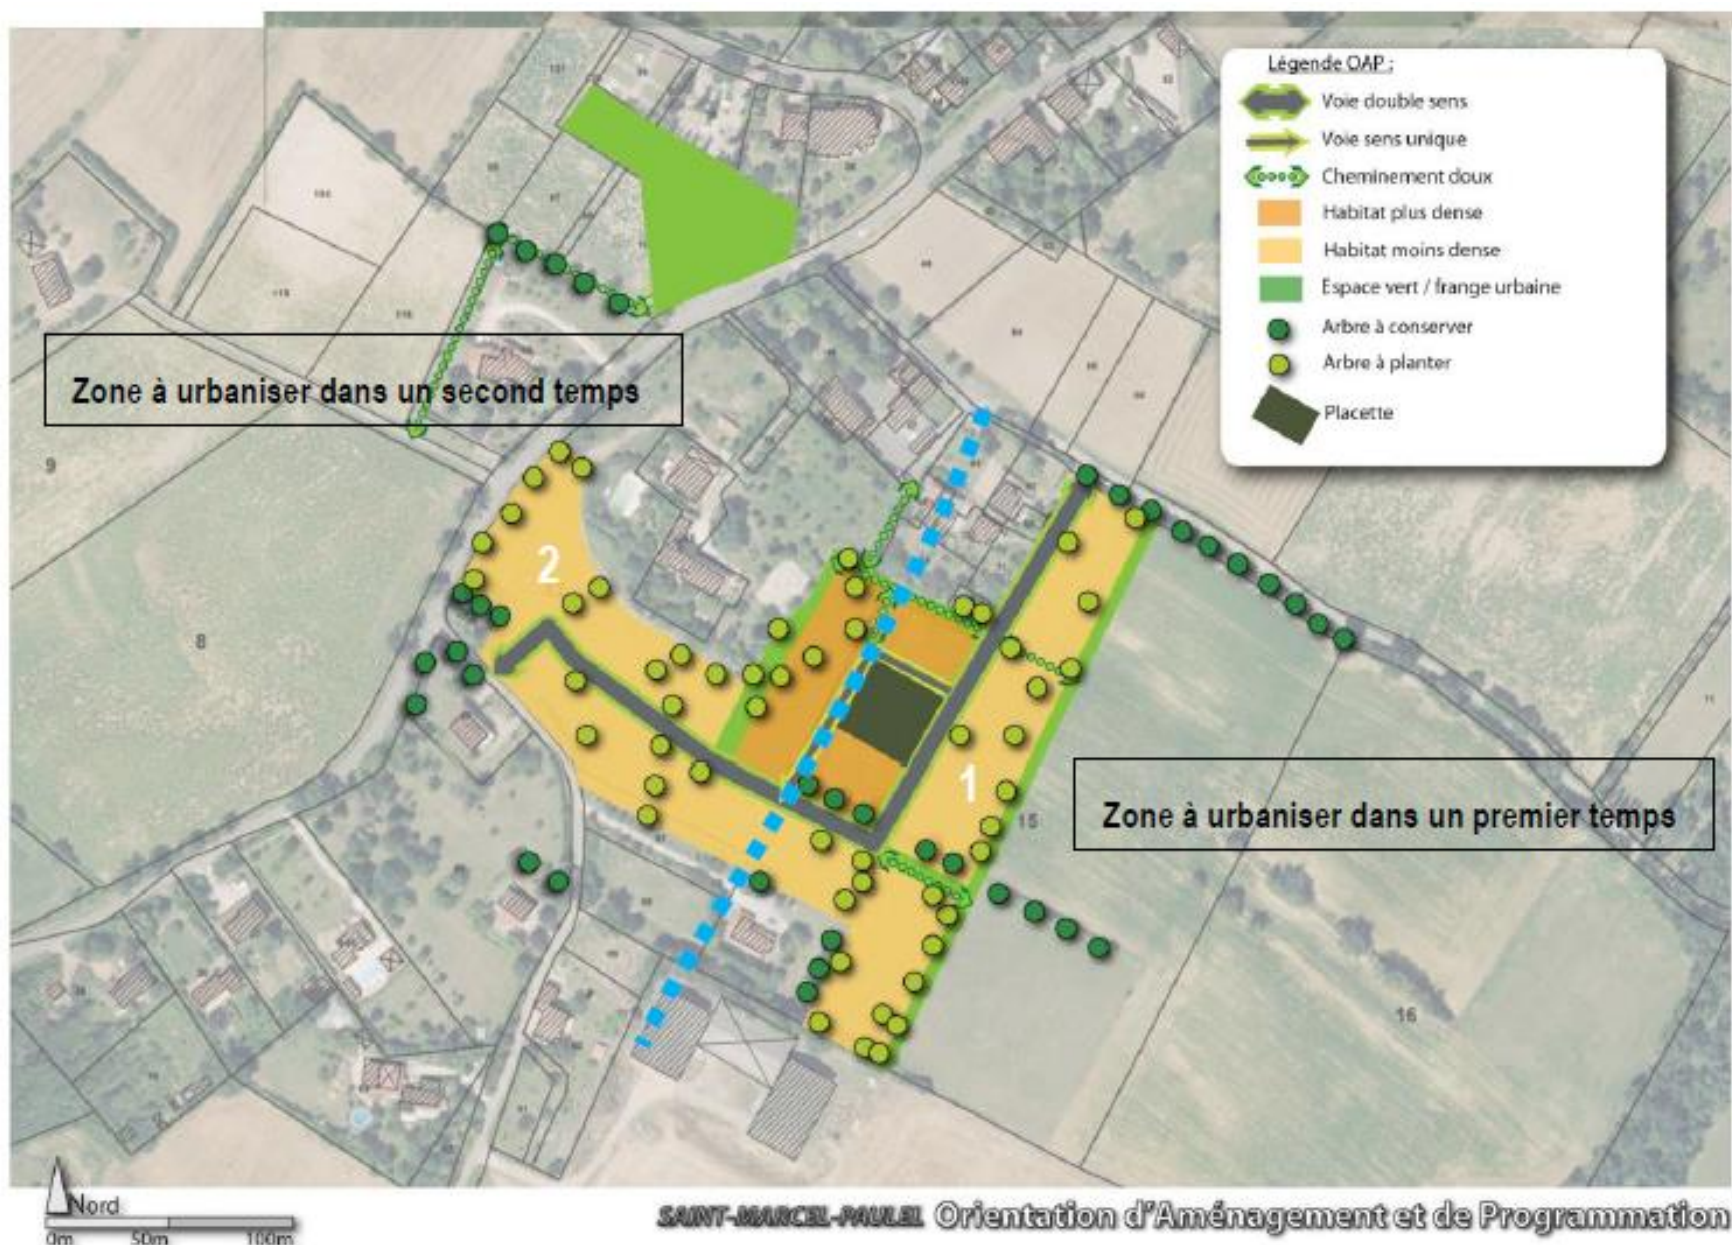 Légende OAP :
Voie double sens
Voie sens unique
Cheminement doux
Habitat plus dense
Habitat moins dense
Espace vert / frange urbaine
Arbre à conserver
Arbre à planter
Placette
Zone à urbaniser dans un second temps
9
2
8
1
15
Zone à urbaniser dans un premier temps
16
Nord
0m 50m 100m
SAINT-MARCEL-PAULEL Orientation d'Aménagement et de Programmation